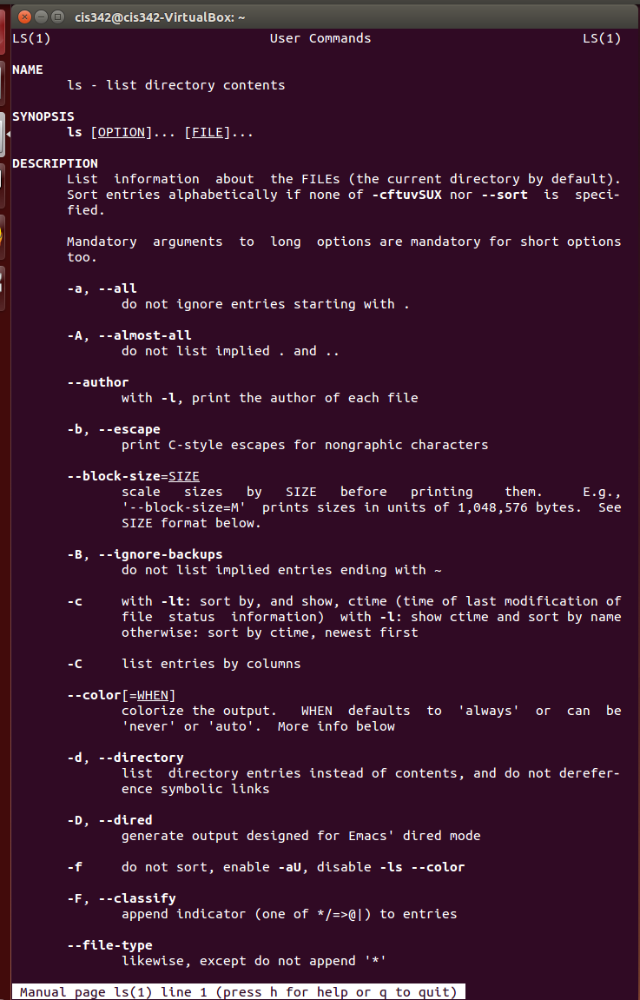 cis342@cis342-VirtualBox: ~
LS(1) User Commands LS(1)
NAME
ls - list directory contents
SYNOPSIS
ls [OPTION]... [FILE]...
DESCRIPTION
List information about the FILEs (the current directory by default).
Sort entries alphabetically if none of -cftuvSUX nor --sort is speci-
fied.
Mandatory arguments to long options are mandatory for short options
too.
-a, --all
do not ignore entries starting with .
-A, --almost-all
do not list implied . and ..
--author
with -l, print the author of each file
-b, --escape
print C-style escapes for nongraphic characters
--block-size=SIZE
scale sizes by SIZE before printing them. E.g.,
'--block-size=M' prints sizes in units of 1,048,576 bytes. See
SIZE format below.
-B, --ignore-backups
do not list implied entries ending with ~
-c with -lt: sort by, and show, ctime (time of last modification of
file status information) with -l: show ctime and sort by name
otherwise: sort by ctime, newest first
-C list entries by columns
--color[=WHEN]
colorize the output. WHEN defaults to 'always' or can be
'never' or 'auto'. More info below
-d, --directory
list directory entries instead of contents, and do not derefer-
ence symbolic links
-D, --dired
generate output designed for Emacs' dired mode
-f do not sort, enable -aU, disable -ls --color
-F, --classify
append indicator (one of */=>@|) to entries
--file-type
likewise, except do not append '*'
Manual page ls(1) line 1 (press h for help or q to quit)